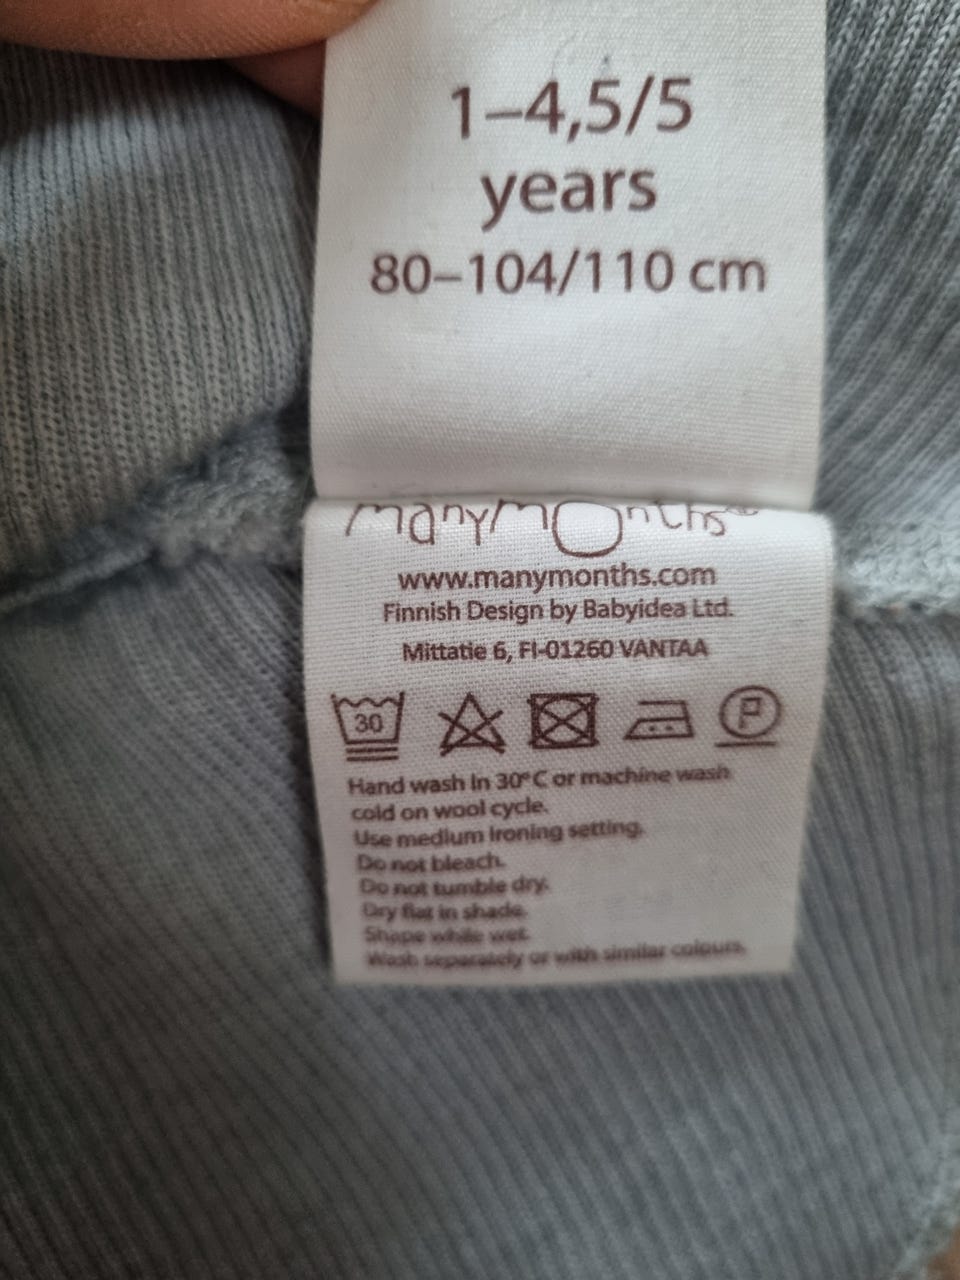 1–4,5/5
years
80–104/110 cm
manymonths®
www.manymonths.com
Finnish Design by Babyidea Ltd.
Mittatie 6, FI-01260 VANTAA
30 P
Hand wash in 30°C or machine wash
cold on wool cycle.
Use medium ironing setting.
Do not bleach.
Do not tumble dry.
Dry flat in shade.
Shape while wet.
Wash separately or with similar colours.